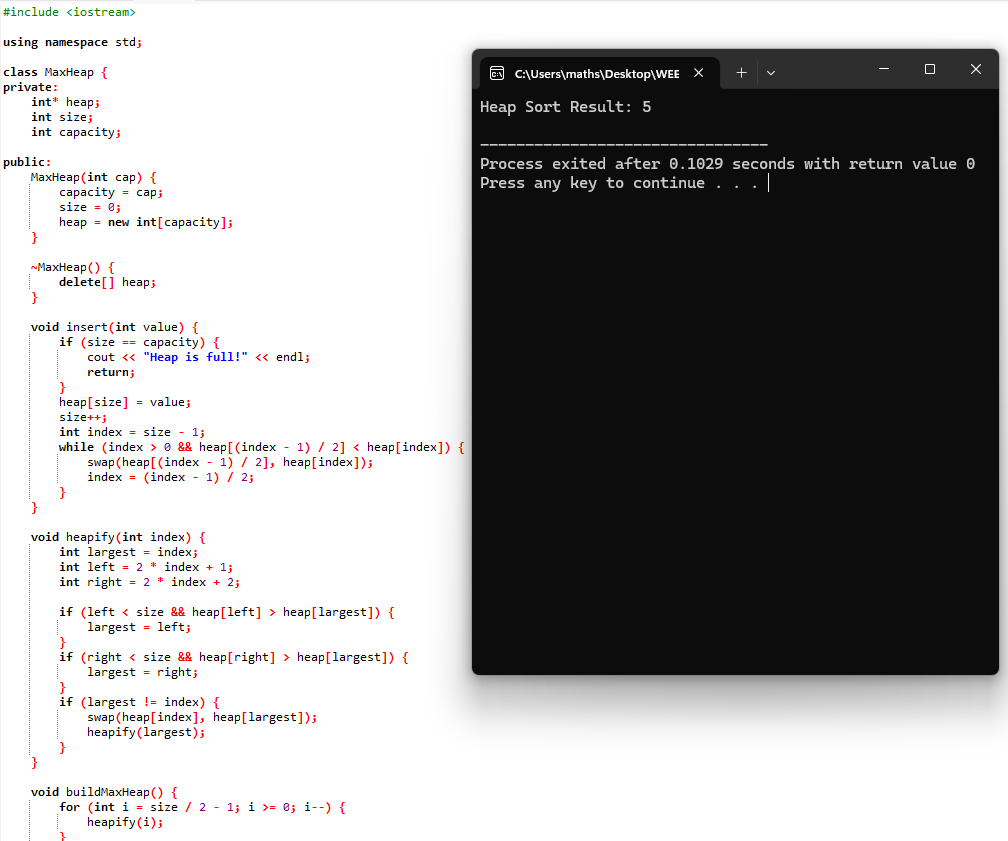 #include <iostream>
using namespace std;
class MaxHeap {
private:
    int* heap;
    int size;
    int capacity;
public:
    MaxHeap(int cap) {
        capacity = cap;
        size = 0;
        heap = new int[capacity];
    }
    ~MaxHeap() {
        delete[] heap;
    }
    void insert(int value) {
        if (size == capacity) {
            cout << "Heap is full!" << endl;
            return;
        }
        heap[size] = value;
        size++;
        int index = size - 1;
        while (index > 0 && heap[(index - 1) / 2] < heap[index]) {
            swap(heap[(index - 1) / 2], heap[index]);
            index = (index - 1) / 2;
        }
    }
    void heapify(int index) {
        int largest = index;
        int left = 2 * index + 1;
        int right = 2 * index + 2;
        if (left < size && heap[left] > heap[largest]) {
            largest = left;
        }
        if (right < size && heap[right] > heap[largest]) {
            largest = right;
        }
        if (largest != index) {
            swap(heap[index], heap[largest]);
            heapify(largest);
        }
    }
    void buildMaxHeap() {
        for (int i = size / 2 - 1; i >= 0; i--) {
            heapify(i);
        }
C:\Users\maths\Desktop\WEE
Heap Sort Result: 5
--------------------------------
Process exited after 0.1029 seconds with return value 0
Press any key to continue . . .